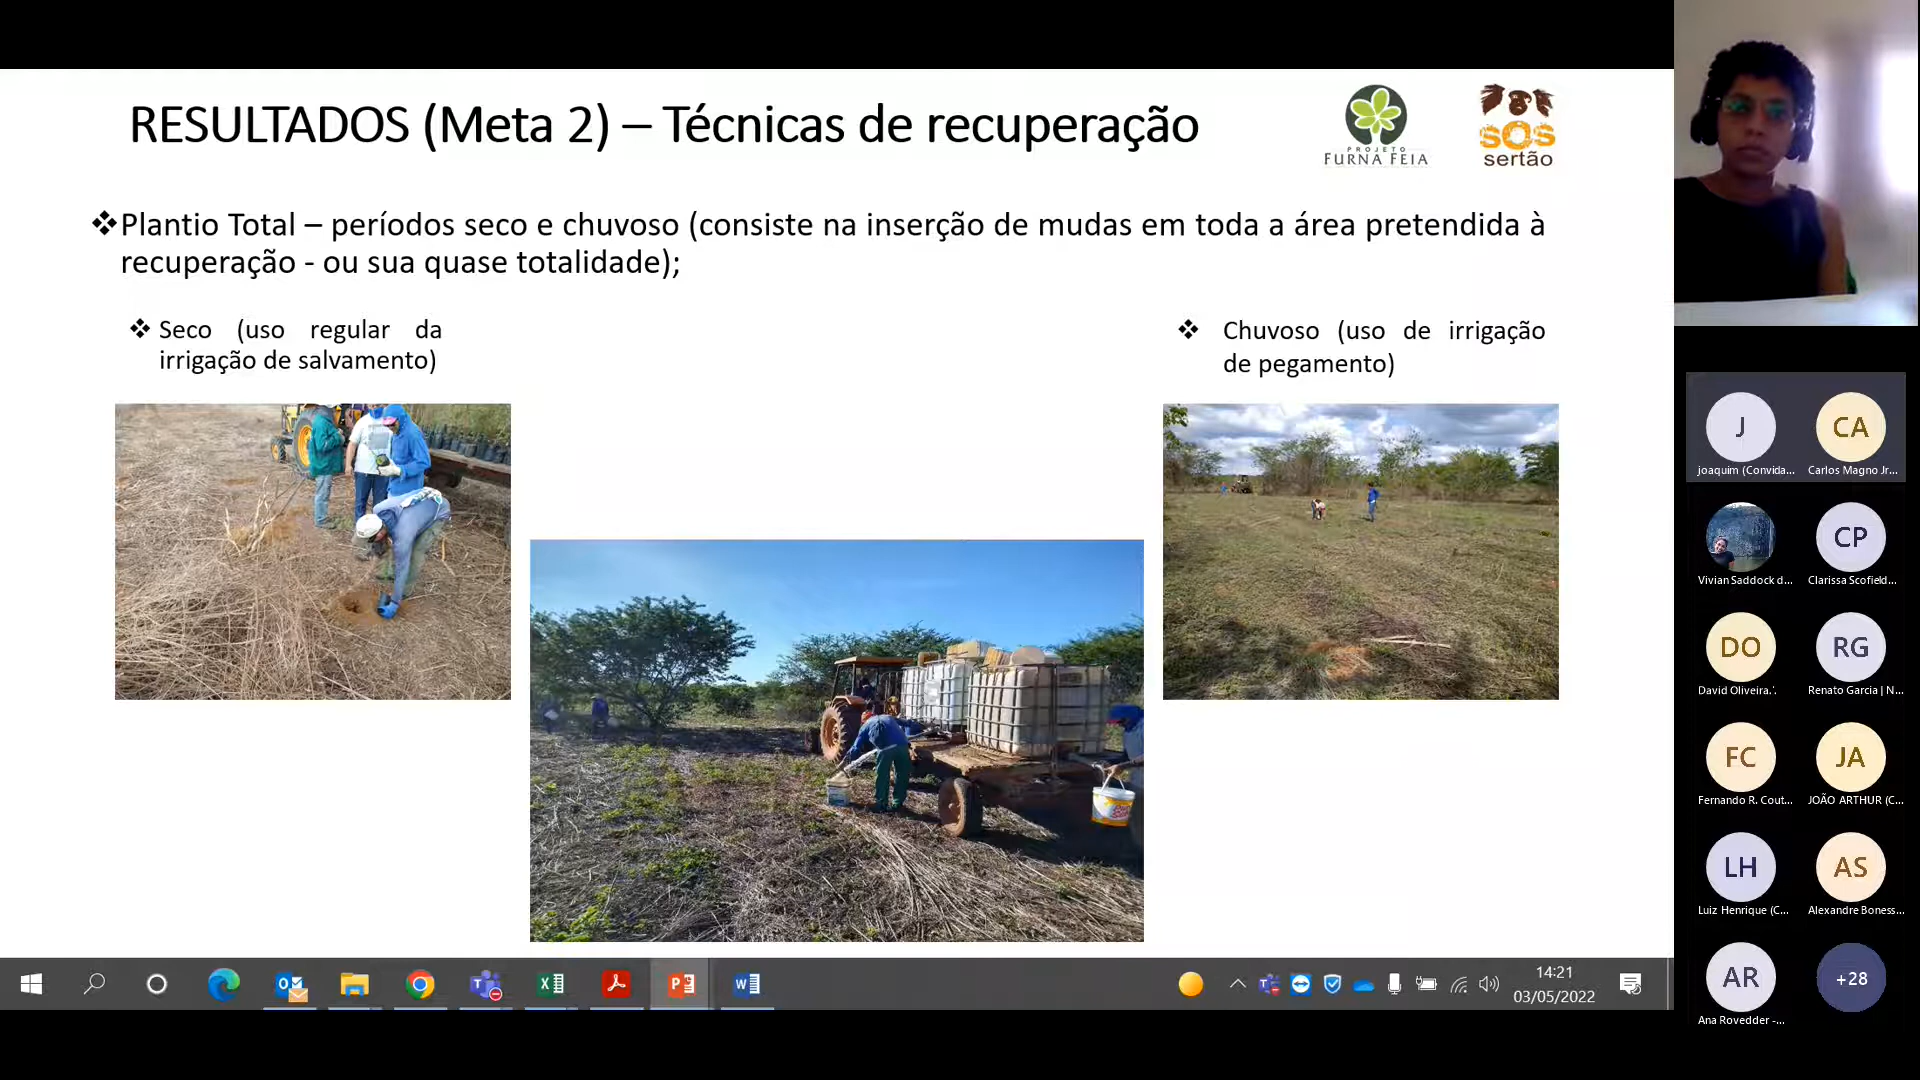 RESULTADOS (Meta 2) – Técnicas de recuperação
PROJETO
FURNA FEIA
SOS
sertão
❖Plantio Total – períodos seco e chuvoso (consiste na inserção de mudas em toda a área pretendida à
recuperação - ou sua quase totalidade);
❖ Seco (uso regular da
irrigação de salvamento)
❖ Chuvoso (uso de irrigação
de pegamento)
J
CA
joaquim (Convida...
Carlos Magno Jr...
CP
Vivian Saddock d...
Clarissa Scofield...
DO
RG
David Oliveira.'.
Renato Garcia | N...
FC
JA
Fernando R. Cout...
JOÃO ARTHUR (C...
LH
AS
Luiz Henrique (C...
Alexandre Boness...
AR
+28
Ana Rovedder -...
14:21
03/05/2022